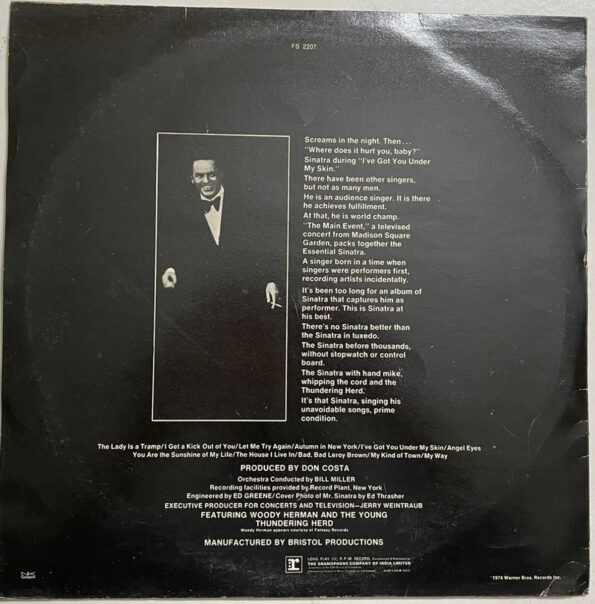 FS 2207
Screams in the night. Then...
"Where does it hurt you, baby?"
Sinatra during "I've Got You Under
My Skin."
There have been other singers,
but not as many men.
He is an audience singer. It is there
he achieves fulfillment.
At that, he is world champ.
"The Main Event," a televised
concert from Madison Square
Garden, packs together the
Essential Sinatra.
A singer born in a time when
singers were performers first,
recording artists incidentally.
It's been too long for an album of
Sinatra that captures him as
performer. This is Sinatra at
his best.
There's no Sinatra better than
the Sinatra in tuxedo.
The Sinatra before thousands,
without stopwatch or control
board.
The Sinatra with hand mike,
whipping the cord and the
Thundering Herd.
It's that Sinatra, singing his
unavoidable songs, prime
condition.
The Lady Is a Tramp/I Get a Kick Out of You/Let Me Try Again/Autumn in New York/I've Got You Under My Skin/Angel Eyes
You Are the Sunshine of My Life/The House I Live In/Bad, Bad Leroy Brown/My Kind of Town/My Way
PRODUCED BY DON COSTA
Orchestra Conducted by BILL MILLER
Recording facilities provided by Record Plant, New York
Engineered by ED GREENE/Cover Photo of Mr. Sinatra by Ed Thrasher
EXECUTIVE PRODUCER FOR CONCERTS AND TELEVISION—JERRY WEINTRAUB
FEATURING WOODY HERMAN AND THE YOUNG
THUNDERING HERD
Woody Herman appears courtesy of Fantasy Records
MANUFACTURED BY BRISTOL PRODUCTIONS
r
LONG PLAY 33⅓ R.P.M. RECORD, Manufactured & Distributed by
THE GRAMOPHONE COMPANY OF INDIA LIMITED
1974 Warner Bros. Records Inc.